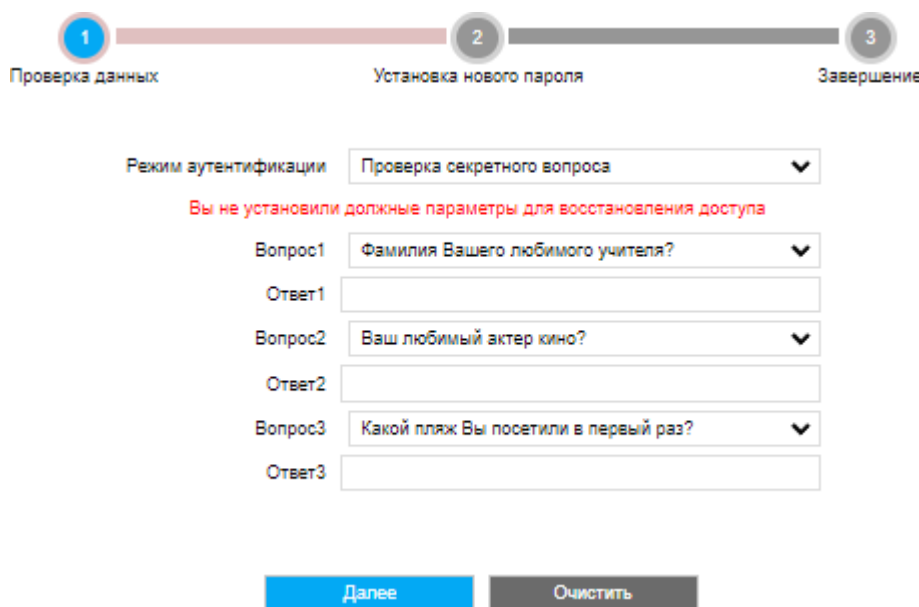 1 2 3
Проверка данных Установка нового пароля Завершение
Режим аутентификации Проверка секретного вопроса
Вы не установили должные параметры для восстановления доступа
Вопрос1 Фамилия Вашего любимого учителя?
Ответ1
Вопрос2 Ваш любимый актер кино?
Ответ2
Вопрос3 Какой пляж Вы посетили в первый раз?
Ответ3
Далее Очистить